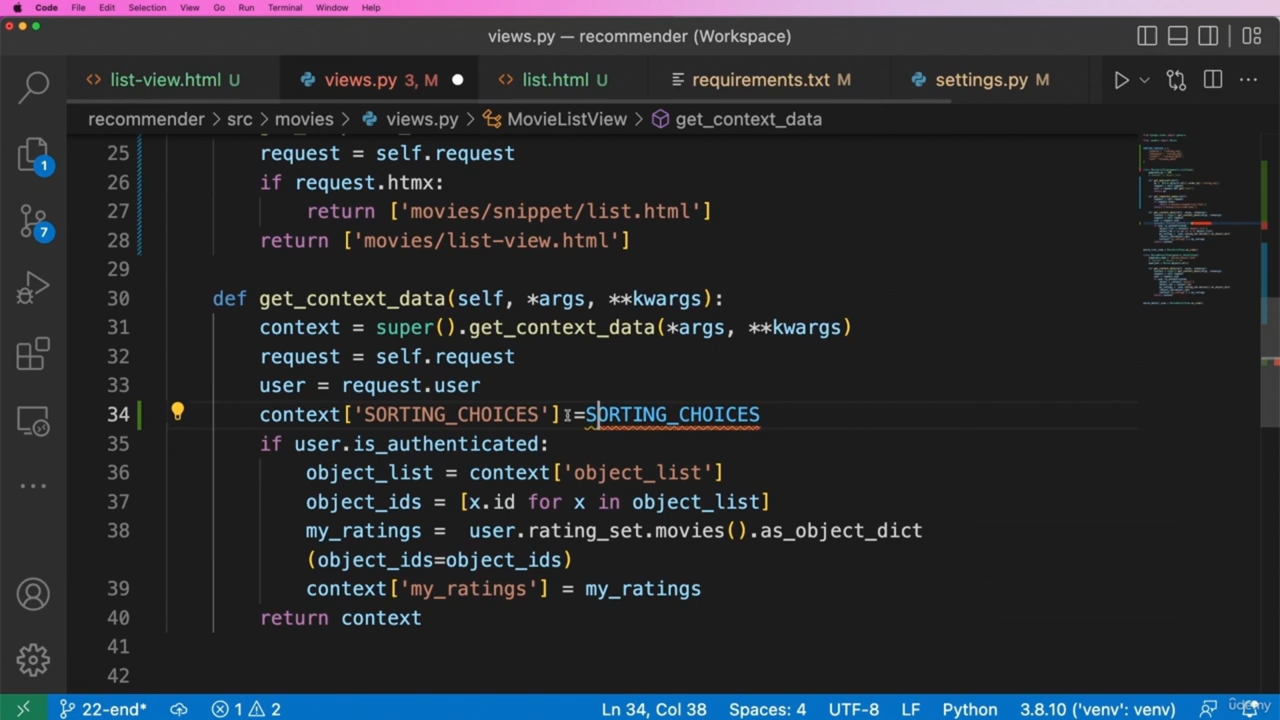 Code File Edit Selection View Go Run Terminal Window Help
views.py — recommender (Workspace)
list-view.html U views.py 3, M list.html U requirements.txt M settings.py M
recommender > src > movies > views.py > MovieListView > get_context_data
25 request = self.request
26 if request.htmx:
27 return ['movies/snippet/list.html']
28 return ['movies/list-view.html']
29
30 def get_context_data(self, *args, **kwargs):
31 context = super().get_context_data(*args, **kwargs)
32 request = self.request
33 user = request.user
34 context['SORTING_CHOICES'] =SORTING_CHOICES
35 if user.is_authenticated:
36 object_list = context['object_list']
37 object_ids = [x.id for x in object_list]
38 my_ratings =  user.rating_set.movies().as_object_dict
(object_ids=object_ids)
39 context['my_ratings'] = my_ratings
40 return context
41
42
1
7
22-end* 1 2 Ln 34, Col 38 Spaces: 4 UTF-8 LF Python 3.8.10 ('venv': venv)
udemy